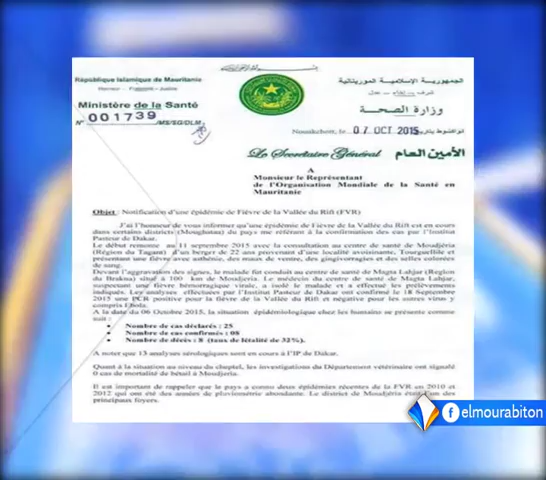 République Islamique de Mauritanie
Honneur – Fraternité – Justice
Ministère de la Santé
N° 001739 /MS/SG/DLM
الجمهورية الإسلامية الموريتانية
شرف – إخاء – عدل
وزارة الصحة
Nouakchott, le 07 OCT 2015 انواكشوط بتاريخ
Le Secrétaire Général الأمين العام
A
Monsieur le Représentant
de l'Organisation Mondiale de la Santé en
Mauritanie
Objet : Notification d'une épidémie de Fièvre de la Vallée du Rift (FVR)
J'ai l'honneur de vous informer qu'une épidémie de Fièvre de la Vallée du Rift est en cours
dans certains districts (Moughataa) du pays me référant à la confirmation des cas par l'Institut
Pasteur de Dakar.
Le début remonte au 11 septembre 2015 avec la consultation au centre de santé de Moudjéria
(Région du Tagant) d'un berger de 22 ans provenant d'une localité avoisinante, Tourguellite et
présentant une fièvre avec asthénie, des maux de ventre, des gingivorragies et des selles colorées
de sang.
Devant l'aggravation des signes, le malade fut conduit au centre de santé de Magta Lahjar (Région
du Brakna) situé à 100 km de Moudjéria. Le médecin du centre de santé de Magta Lahjar,
suspectant une fièvre hémorragique virale, a isolé le malade et a effectué les prélèvements
indiqués. Les analyses effectuées par l'Institut Pasteur de Dakar ont confirmé le 18 Septembre
2015 une PCR positive pour la fièvre de la Vallée du Rift et négative pour les autres virus y
compris Ebola.
A la date du 06 Octobre 2015, la situation épidémiologique chez les humains se présente comme
suit :
• Nombre de cas déclarés : 25
• Nombre de cas confirmés : 08
• Nombre de décès : 8 (taux de létalité de 32%).
A noter que 13 analyses sérologiques sont en cours à l'IP de Dakar.
Quant à la situation au niveau du cheptel, les investigations du Département vétérinaire ont signalé
0 cas de mortalité de bétail à Moudjéria.
Il est important de rappeler que le pays a connu deux épidémies récentes de la FVR en 2010 et
2012 qui ont été des années de pluviométrie abondante. Le district de Moudjéria était l'un des
principaux foyers.
elmourabiton